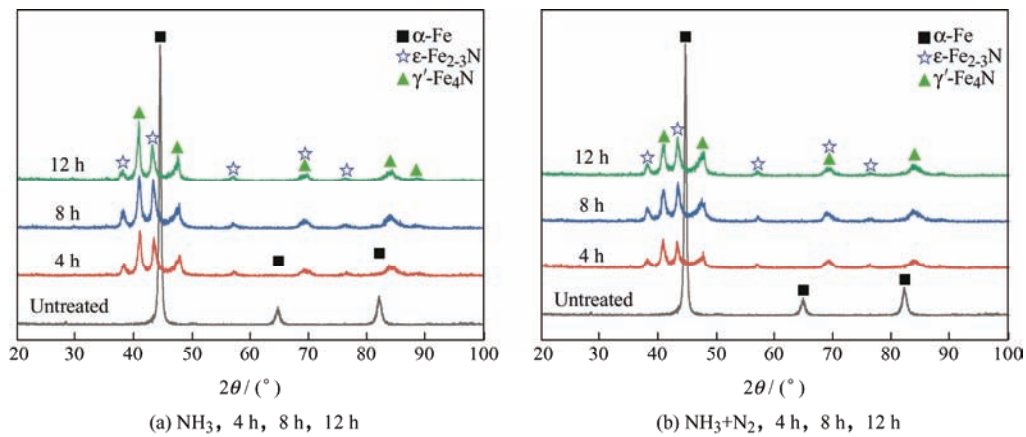 ■ α-Fe
☆ ε-Fe₂₋₃N
▲ γ′-Fe₄N
12 h
8 h
4 h
Untreated
20 30 40 50 60 70 80 90 100
2θ / (°)
(a) NH₃, 4 h, 8 h, 12 h
■ α-Fe
☆ ε-Fe₂₋₃N
▲ γ′-Fe₄N
12 h
8 h
4 h
Untreated
20 30 40 50 60 70 80 90 100
2θ / (°)
(b) NH₃+N₂, 4 h, 8 h, 12 h